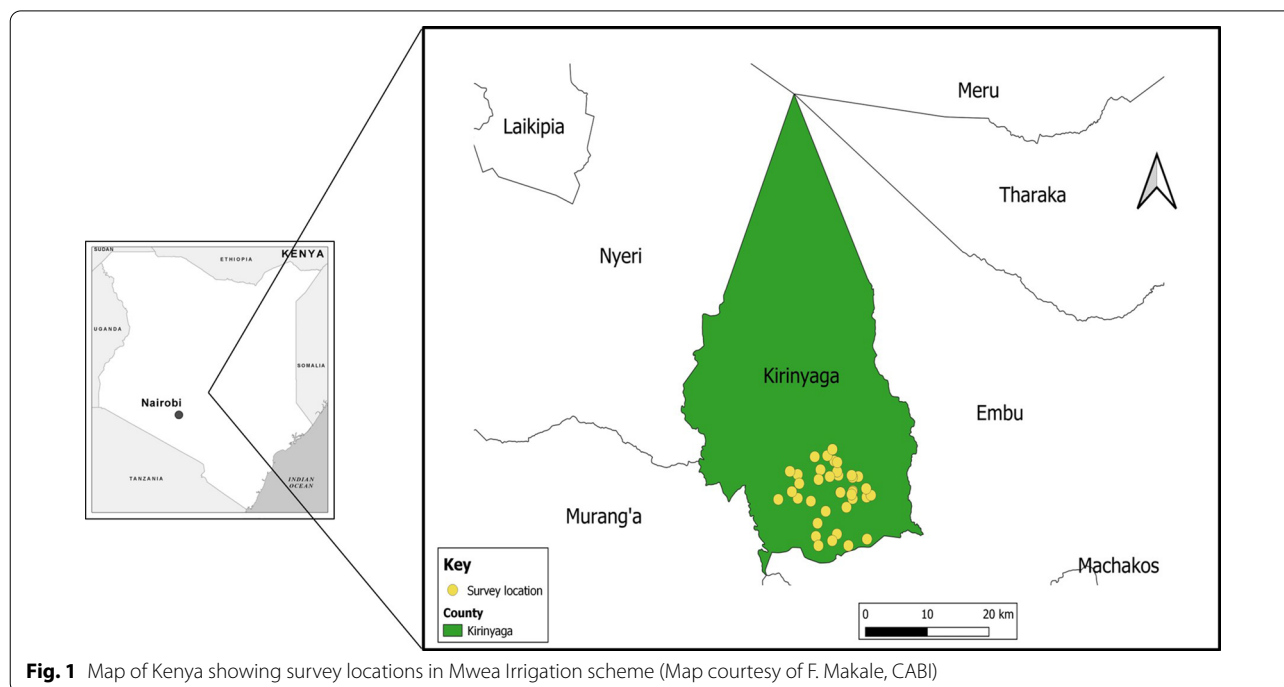 SUDAN
ETHIOPIA
KENYA
UGANDA
SOMALIA
Nairobi
TANZANIA
INDIAN
OCEAN
Meru
Laikipia
Tharaka
Nyeri
Kirinyaga
Embu
Murang'a
Machakos
Key
Survey location
County
Kirinyaga
0 10 20 km
Fig. 1 Map of Kenya showing survey locations in Mwea Irrigation scheme (Map courtesy of F. Makale, CABI)